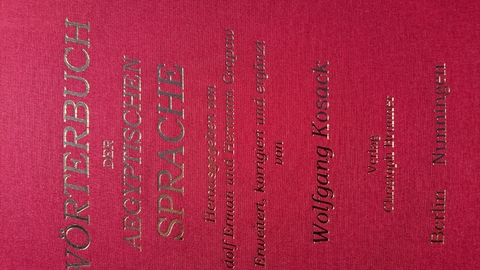 WÖRTERBUCH
DER
AEGYPTISCHEN
SPRACHE
Herausgegeben von
dolf Erman und Hermann Grapow
Erweitert, korrigiert und ergänzt
von
Wolfgang Kosack
Verlag
Christoph Brunner
Berlin Nunningen